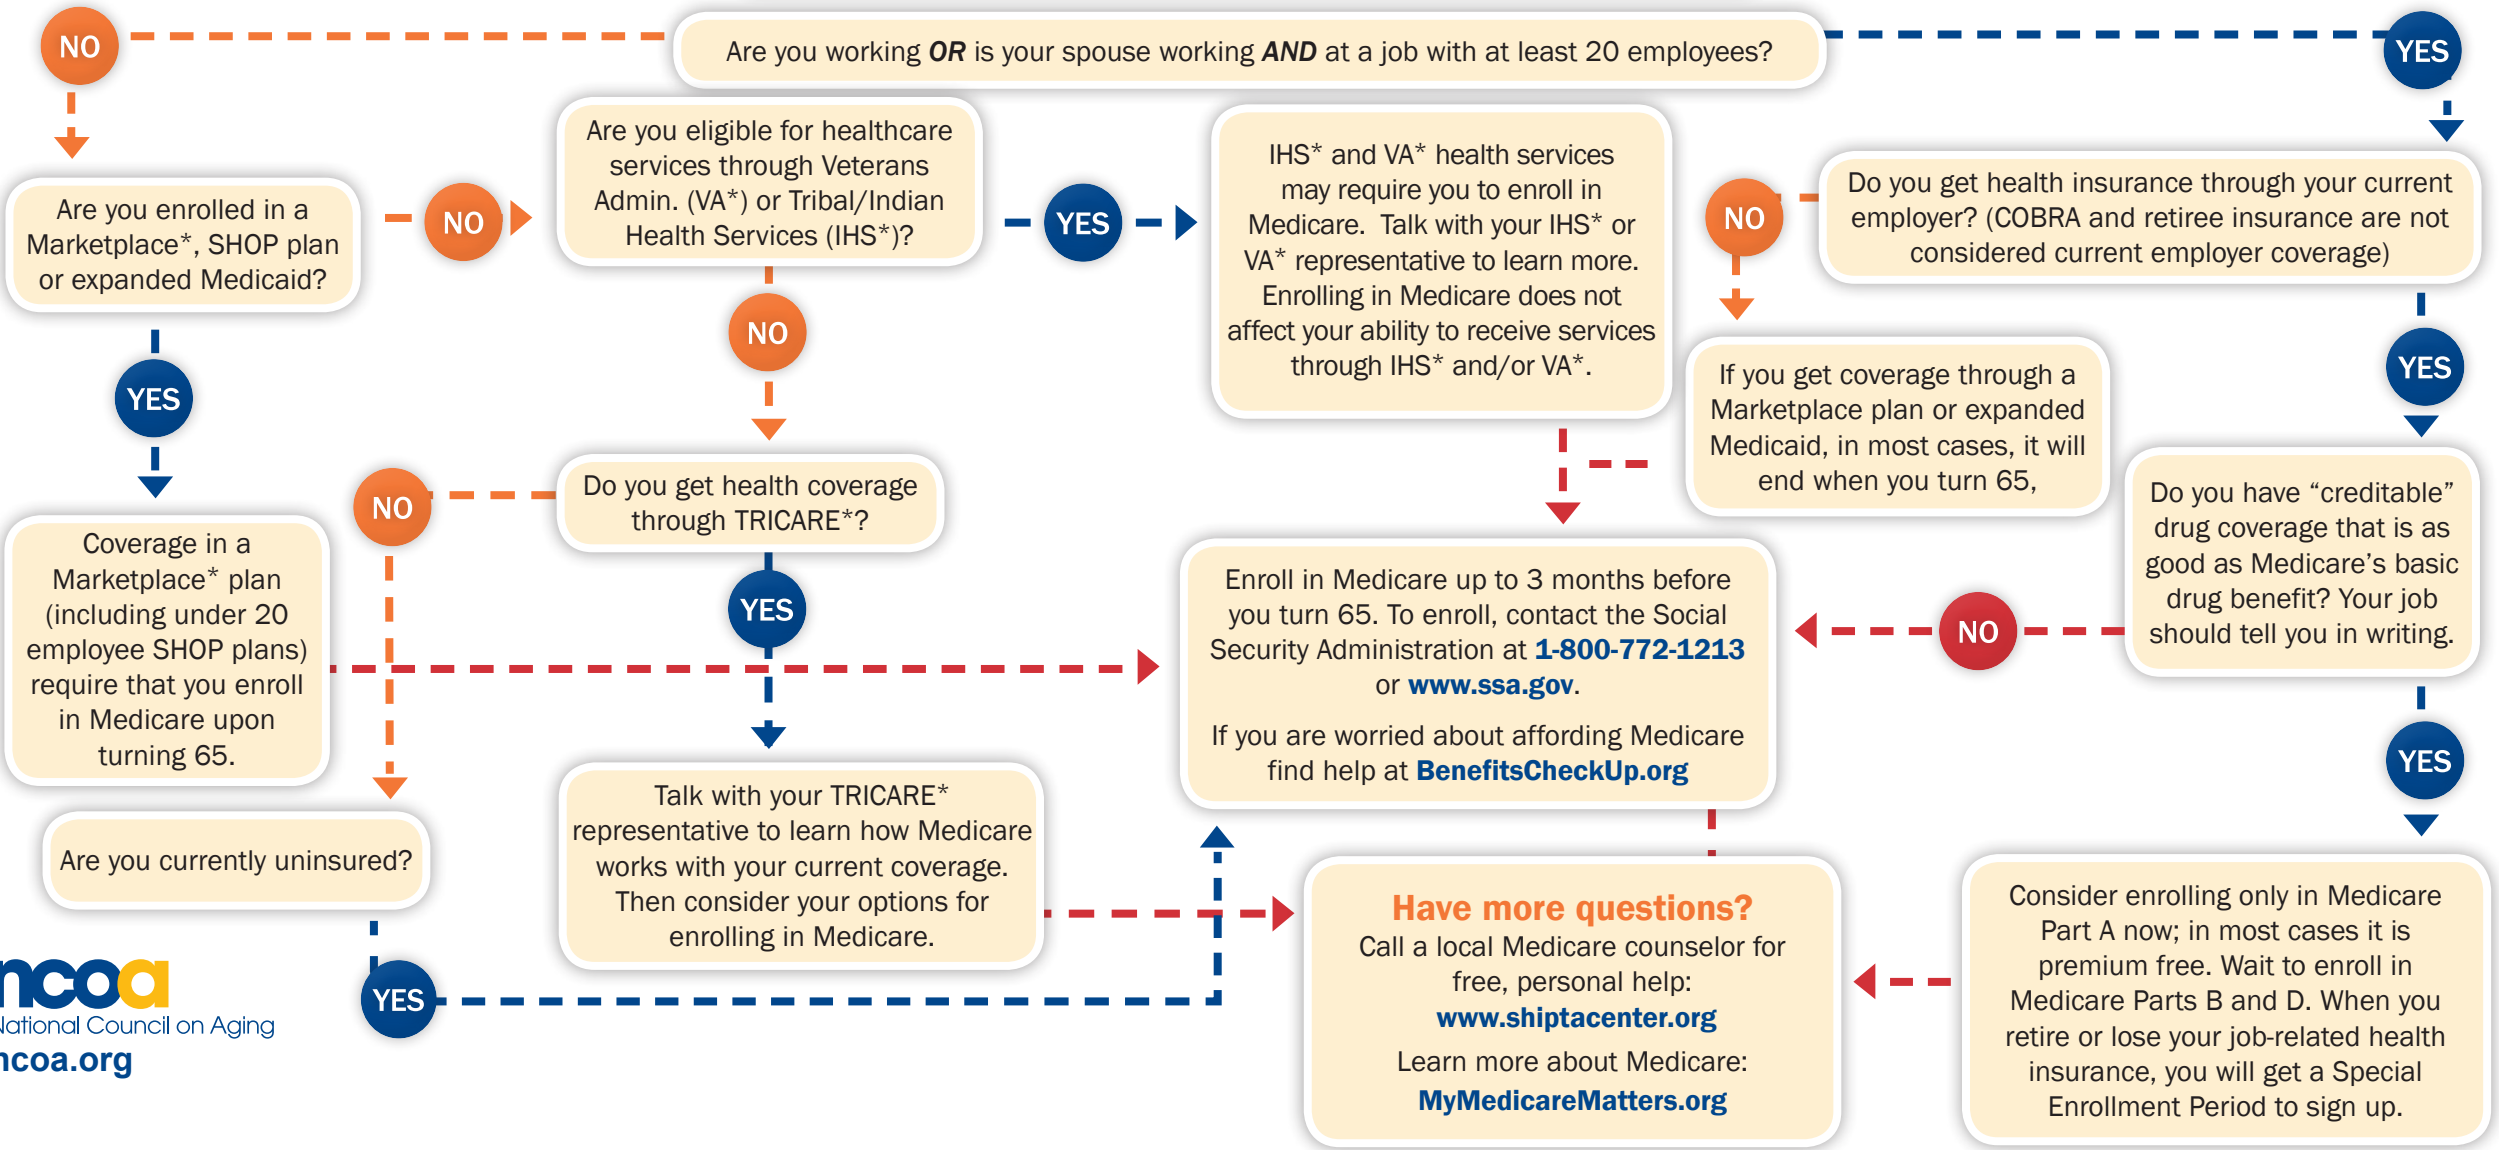 Are you working OR is your spouse working AND at a job with at least 20 employees?
NO
YES
Are you enrolled in a
Marketplace*, SHOP plan
or expanded Medicaid?
NO
Are you eligible for healthcare
services through Veterans
Admin. (VA*) or Tribal/Indian
Health Services (IHS*)?
YES
IHS* and VA* health services
may require you to enroll in
Medicare. Talk with your IHS* or
VA* representative to learn more.
Enrolling in Medicare does not
affect your ability to receive services
through IHS* and/or VA*.
NO
Do you get health insurance through your current
employer? (COBRA and retiree insurance are not
considered current employer coverage)
YES
NO
YES
If you get coverage through a
Marketplace plan or expanded
Medicaid, in most cases, it will
end when you turn 65,
Coverage in a
Marketplace* plan
(including under 20
employee SHOP plans)
require that you enroll
in Medicare upon
turning 65.
NO
Do you get health coverage
through TRICARE*?
YES
Enroll in Medicare up to 3 months before
you turn 65. To enroll, contact the Social
Security Administration at 1-800-772-1213
or www.ssa.gov.
If you are worried about affording Medicare
find help at BenefitsCheckUp.org
NO
Do you have “creditable”
drug coverage that is as
good as Medicare’s basic
drug benefit? Your job
should tell you in writing.
YES
Are you currently uninsured?
YES
Talk with your TRICARE*
representative to learn how Medicare
works with your current coverage.
Then consider your options for
enrolling in Medicare.
Have more questions?
Call a local Medicare counselor for
free, personal help:
www.shiptacenter.org
Learn more about Medicare:
MyMedicareMatters.org
Consider enrolling only in Medicare
Part A now; in most cases it is
premium free. Wait to enroll in
Medicare Parts B and D. When you
retire or lose your job-related health
insurance, you will get a Special
Enrollment Period to sign up.
ncoa
National Council on Aging
ncoa.org